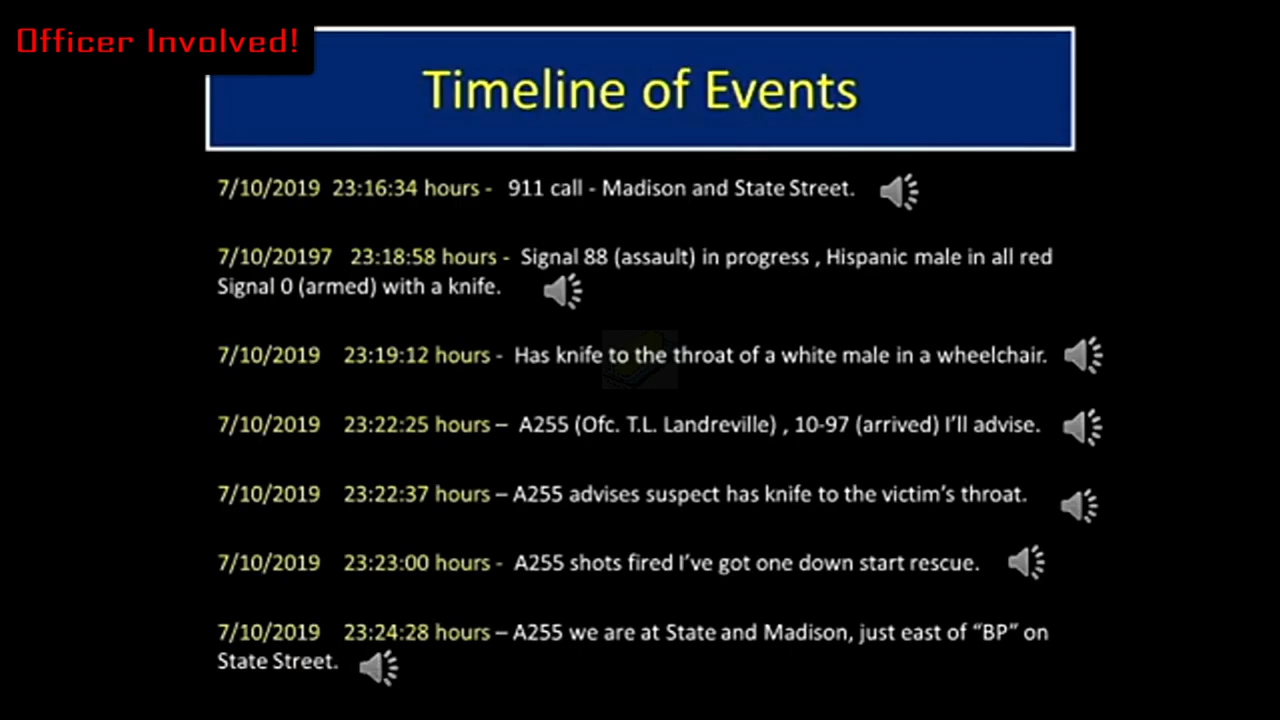 Officer Involved!
Timeline of Events
7/10/2019 23:16:34 hours - 911 call - Madison and State Street.
7/10/20197 23:18:58 hours - Signal 88 (assault) in progress , Hispanic male in all red
Signal 0 (armed) with a knife.
7/10/2019 23:19:12 hours - Has knife to the throat of a white male in a wheelchair.
7/10/2019 23:22:25 hours – A255 (Ofc. T.L. Landreville) , 10-97 (arrived) I’ll advise.
7/10/2019 23:22:37 hours – A255 advises suspect has knife to the victim’s throat.
7/10/2019 23:23:00 hours - A255 shots fired I’ve got one down start rescue.
7/10/2019 23:24:28 hours – A255 we are at State and Madison, just east of “BP” on
State Street.